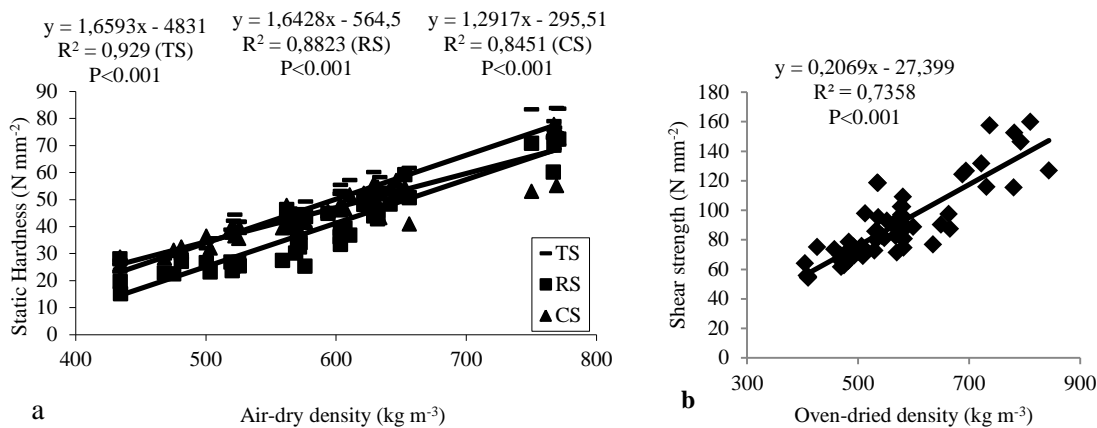 y = 1,6593x - 4831
R² = 0,929 (TS)
P<0.001
y = 1,6428x - 564,5
R² = 0,8823 (RS)
P<0.001
y = 1,2917x - 295,51
R² = 0,8451 (CS)
P<0.001
Static Hardness (N mm⁻²)
90
80
70
60
50
40
30
20
10
0
400
500
600
700
800
TS
RS
CS
a
Air-dry density (kg m⁻³)
y = 0,2069x - 27,399
R² = 0,7358
P<0.001
Shear strength (N mm⁻²)
180
160
140
120
100
80
60
40
20
0
300
500
700
900
b
Oven-dried density (kg m⁻³)